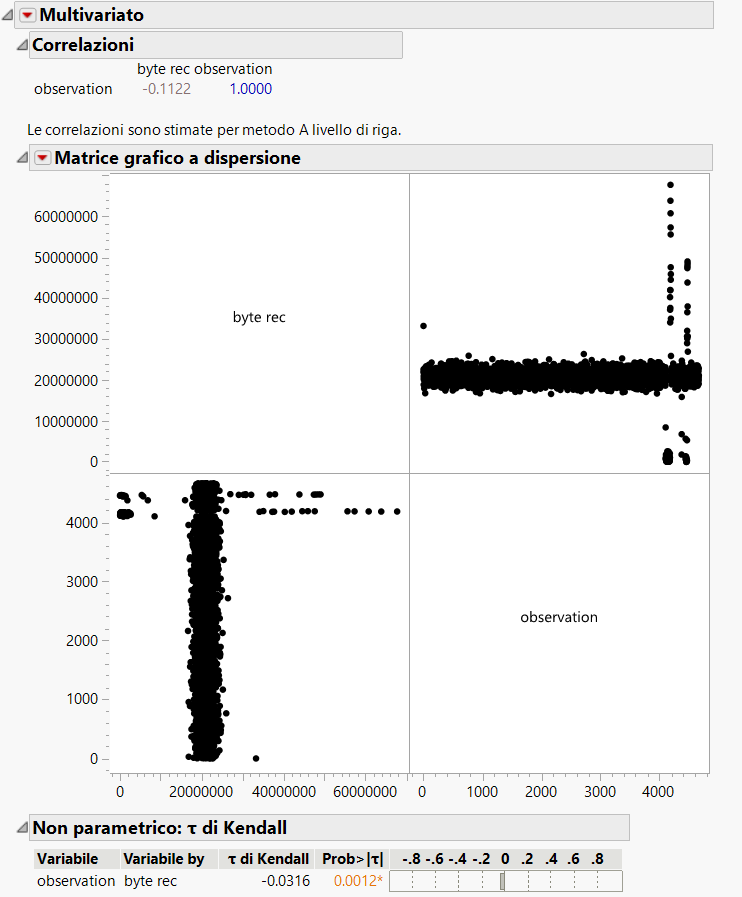 Multivariato
Correlazioni
byte rec observation
observation -0.1122 1.0000
Le correlazioni sono stimate per metodo A livello di riga.
Matrice grafico a dispersione
60000000
50000000
40000000
30000000
20000000
10000000
0
byte rec
4000
3000
2000
1000
0
observation
0 20000000 40000000 60000000 0 1000 2000 3000 4000
Non parametrico: τ di Kendall
Variabile Variabile by τ di Kendall Prob>|τ| -.8 -.6 -.4 -.2 0 .2 .4 .6 .8
observation byte rec -0.0316 0.0012*